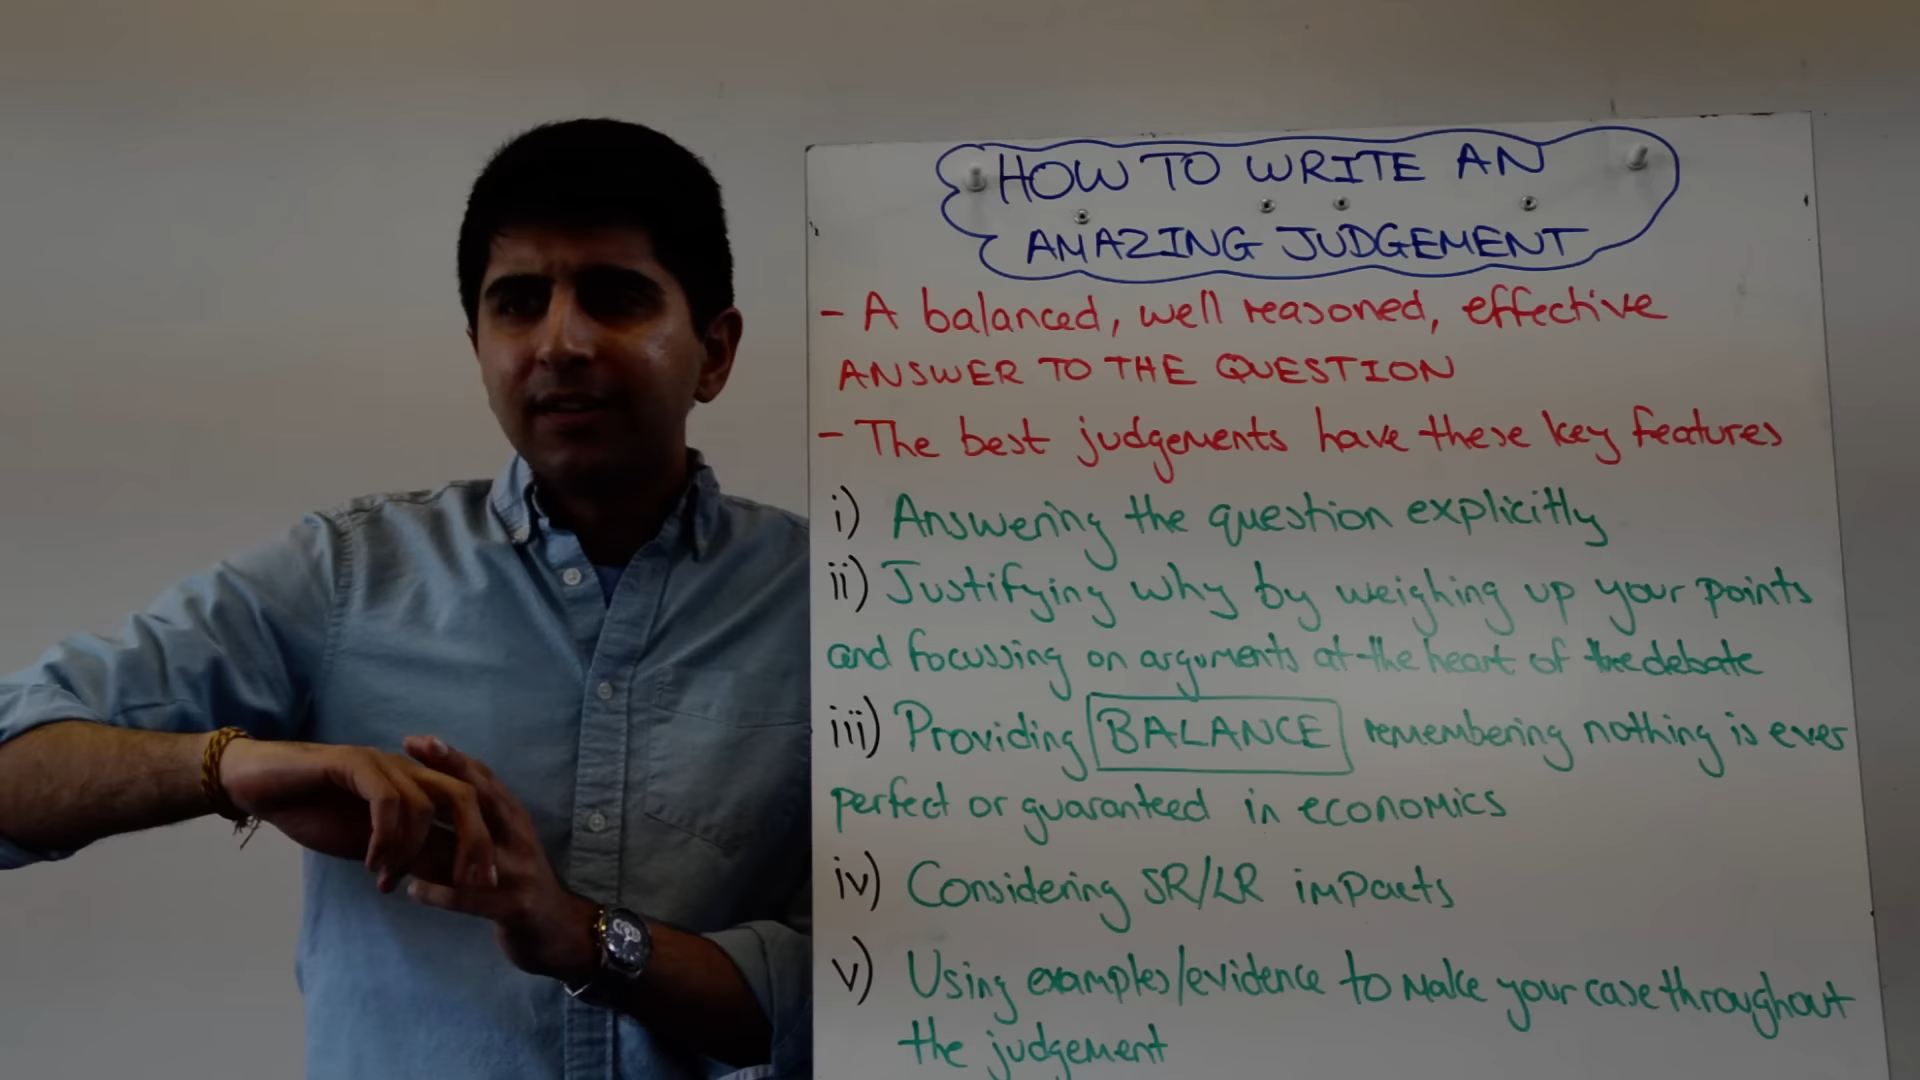 HOW TO WRITE AN
AMAZING JUDGEMENT
- A balanced, well reasoned, effective
ANSWER TO THE QUESTION
- The best judgements have these key features
i) Answering the question explicitly
ii) Justifying why by weighing up your points
and focussing on arguments at the heart of the debate
iii) Providing BALANCE remembering nothing is ever
perfect or guaranteed in economics
iv) Considering SR/LR impacts
v) Using examples/evidence to make your case throughout
the judgement